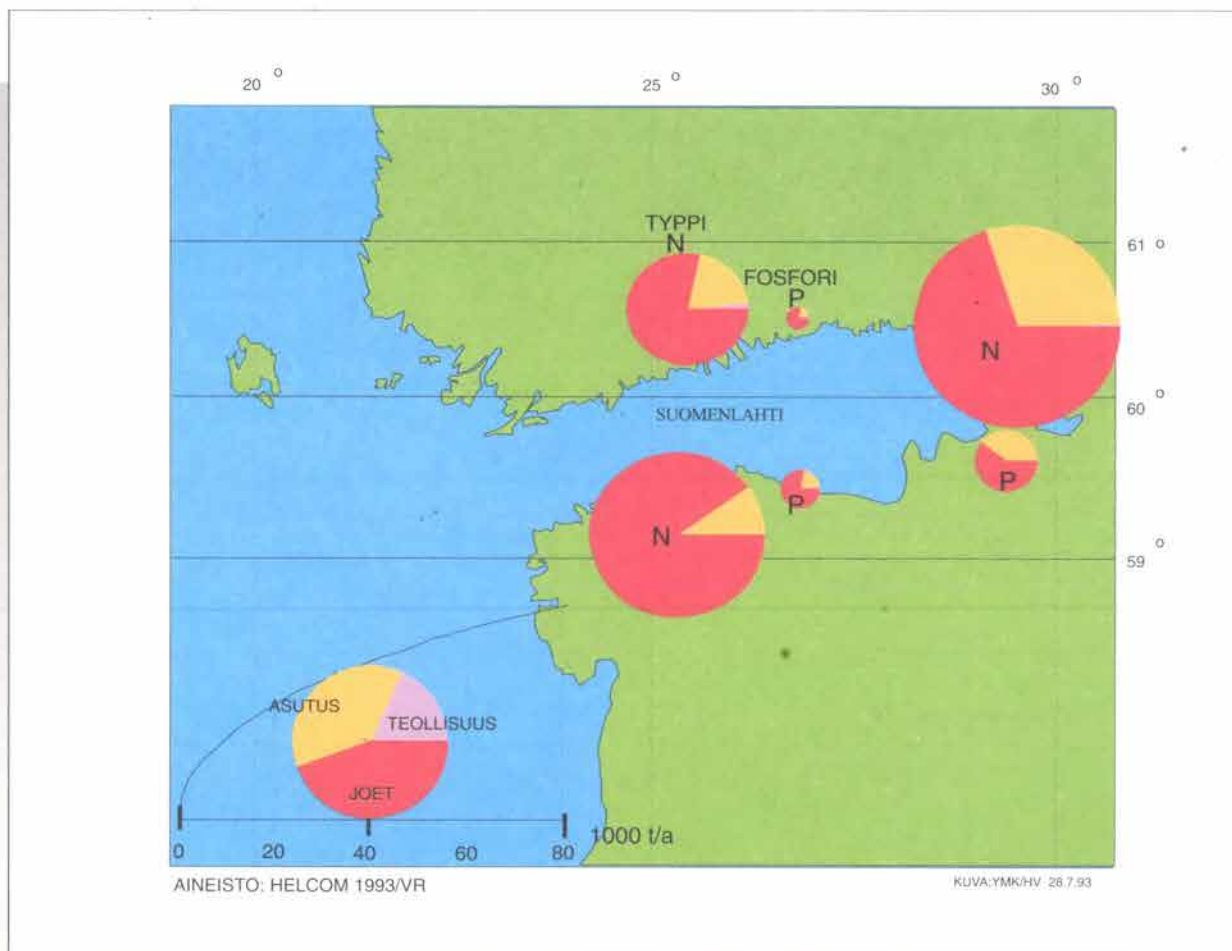 20 o 25 o 30 o
TYPPI
N
61 o
FOSFORI
P
N
60 o
SUOMENLAHTI
P
P
N
59 o
ASUTUS
TEOLLISUUS
JOET
1000 t/a
0 20 40 60 80
AINEISTO: HELCOM 1993/VR
KUVA:YMK/HV 28.7.93